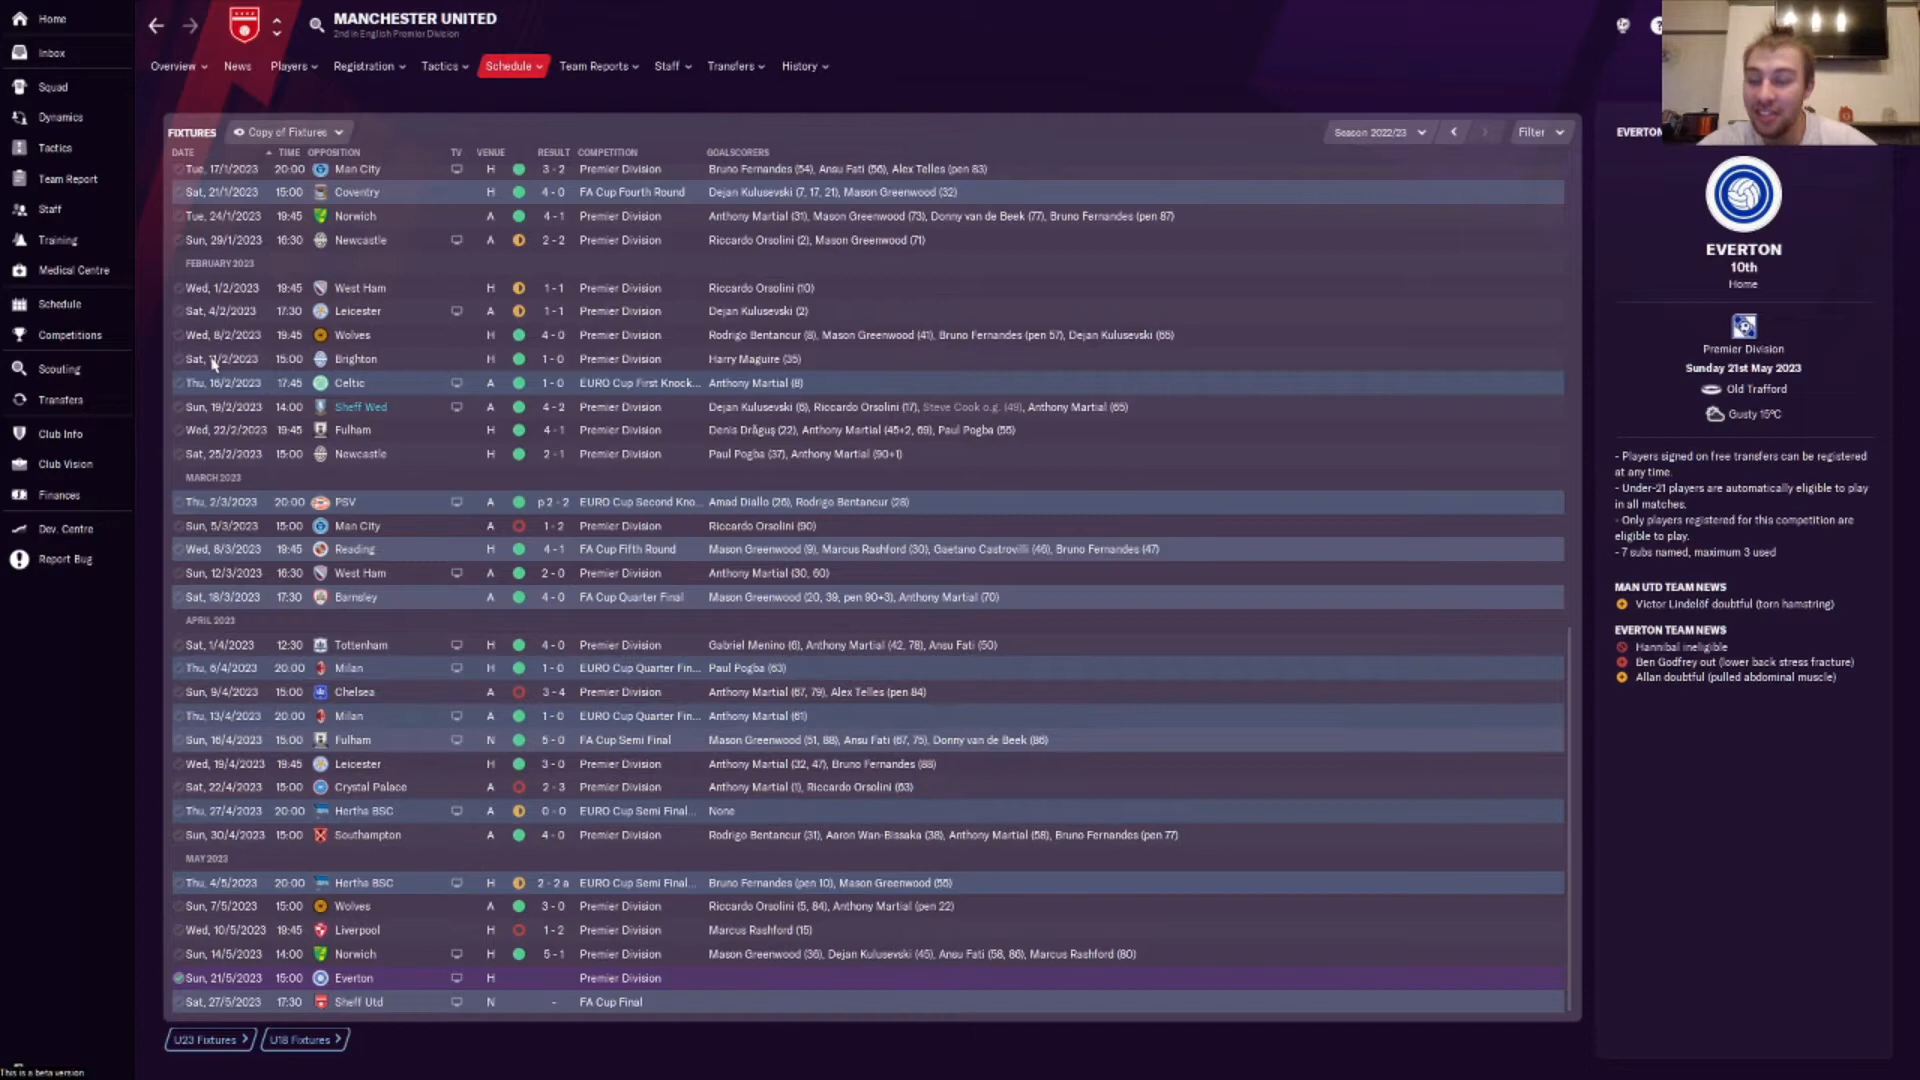 Home
Inbox
Squad
Dynamics
Tactics
Team Report
Staff
Training
Medical Centre
Schedule
Competitions
Scouting
Transfers
Club Info
Club Vision
Finances
Dev. Centre
Report Bug
This is a beta version
MANCHESTER UNITED
2nd in English Premier Division
Overview News Players Registration Tactics Schedule Team Reports Staff Transfers History
FIXTURES Copy of Fixtures Season 2022/23 Filter
DATE TIME OPPOSITION TV VENUE RESULT COMPETITION GOALSCORERS
Tue, 17/1/2023 20:00 Man City H 3 - 2 Premier Division Bruno Fernandes (54), Ansu Fati (56), Alex Telles (pen 83)
Sat, 21/1/2023 15:00 Coventry H 4 - 0 FA Cup Fourth Round Dejan Kulusevski (7, 17, 21), Mason Greenwood (32)
Tue, 24/1/2023 19:45 Norwich A 4 - 1 Premier Division Anthony Martial (31), Mason Greenwood (73), Donny van de Beek (77), Bruno Fernandes (pen 87)
Sun, 29/1/2023 16:30 Newcastle A 2 - 2 Premier Division Riccardo Orsolini (2), Mason Greenwood (71)
FEBRUARY 2023
Wed, 1/2/2023 19:45 West Ham H 1 - 1 Premier Division Riccardo Orsolini (10)
Sat, 4/2/2023 17:30 Leicester A 1 - 1 Premier Division Dejan Kulusevski (2)
Wed, 8/2/2023 19:45 Wolves H 4 - 0 Premier Division Rodrigo Bentancur (8), Mason Greenwood (41), Bruno Fernandes (pen 57), Dejan Kulusevski (65)
Sat, 11/2/2023 15:00 Brighton H 1 - 0 Premier Division Harry Maguire (35)
Thu, 16/2/2023 17:45 Celtic A 1 - 0 EURO Cup First Knock... Anthony Martial (8)
Sun, 19/2/2023 14:00 Sheff Wed A 4 - 2 Premier Division Dejan Kulusevski (6), Riccardo Orsolini (17), Steve Cook o.g. (49), Anthony Martial (65)
Wed, 22/2/2023 19:45 Fulham H 4 - 1 Premier Division Denis Drăguş (22), Anthony Martial (45+2, 69), Paul Pogba (55)
Sat, 25/2/2023 15:00 Newcastle H 2 - 1 Premier Division Paul Pogba (37), Anthony Martial (90+1)
MARCH 2023
Thu, 2/3/2023 20:00 PSV A p 2 - 2 EURO Cup Second Kno... Amad Diallo (26), Rodrigo Bentancur (28)
Sun, 5/3/2023 15:00 Man City A 1 - 2 Premier Division Riccardo Orsolini (90)
Wed, 8/3/2023 19:45 Reading H 4 - 1 FA Cup Fifth Round Mason Greenwood (9), Marcus Rashford (30), Gaetano Castrovilli (46), Bruno Fernandes (47)
Sun, 12/3/2023 16:30 West Ham A 2 - 0 Premier Division Anthony Martial (30, 60)
Sat, 18/3/2023 17:30 Barnsley A 4 - 0 FA Cup Quarter Final Mason Greenwood (20, 39, pen 90+3), Anthony Martial (70)
APRIL 2023
Sat, 1/4/2023 12:30 Tottenham H 4 - 0 Premier Division Gabriel Menino (6), Anthony Martial (42, 78), Ansu Fati (50)
Thu, 6/4/2023 20:00 Milan H 1 - 0 EURO Cup Quarter Fin... Paul Pogba (63)
Sun, 9/4/2023 15:00 Chelsea A 3 - 4 Premier Division Anthony Martial (67, 79), Alex Telles (pen 84)
Thu, 13/4/2023 20:00 Milan A 1 - 0 EURO Cup Quarter Fin... Anthony Martial (61)
Sun, 16/4/2023 15:00 Fulham N 5 - 0 FA Cup Semi Final Mason Greenwood (51, 88), Ansu Fati (67, 75), Donny van de Beek (86)
Wed, 19/4/2023 19:45 Leicester H 3 - 0 Premier Division Anthony Martial (32, 47), Bruno Fernandes (88)
Sat, 22/4/2023 15:00 Crystal Palace A 2 - 3 Premier Division Anthony Martial (1), Riccardo Orsolini (63)
Thu, 27/4/2023 20:00 Hertha BSC A 0 - 0 EURO Cup Semi Final... None
Sun, 30/4/2023 15:00 Southampton A 4 - 0 Premier Division Rodrigo Bentancur (31), Aaron Wan-Bissaka (38), Anthony Martial (58), Bruno Fernandes (pen 77)
MAY 2023
Thu, 4/5/2023 20:00 Hertha BSC H 2 - 2 a EURO Cup Semi Final... Bruno Fernandes (pen 10), Mason Greenwood (55)
Sun, 7/5/2023 15:00 Wolves A 3 - 0 Premier Division Riccardo Orsolini (5, 84), Anthony Martial (pen 22)
Wed, 10/5/2023 19:45 Liverpool H 1 - 2 Premier Division Marcus Rashford (15)
Sun, 14/5/2023 14:00 Norwich H 5 - 1 Premier Division Mason Greenwood (36), Dejan Kulusevski (45), Ansu Fati (58, 86), Marcus Rashford (80)
Sun, 21/5/2023 15:00 Everton H Premier Division
Sat, 27/5/2023 17:30 Sheff Utd N - FA Cup Final
U23 Fixtures U18 Fixtures
EVERTON
EVERTON
10th
Home
Premier Division
Sunday 21st May 2023
Old Trafford
Gusty 15°C
- Players signed on free transfers can be registered
at any time.
- Under-21 players are automatically eligible to play
in all matches.
- Only players registered for this competition are
eligible to play.
- 7 subs named, maximum 3 used
MAN UTD TEAM NEWS
Victor Lindelöf doubtful (torn hamstring)
EVERTON TEAM NEWS
Hannibal ineligible
Ben Godfrey out (lower back stress fracture)
Allan doubtful (pulled abdominal muscle)